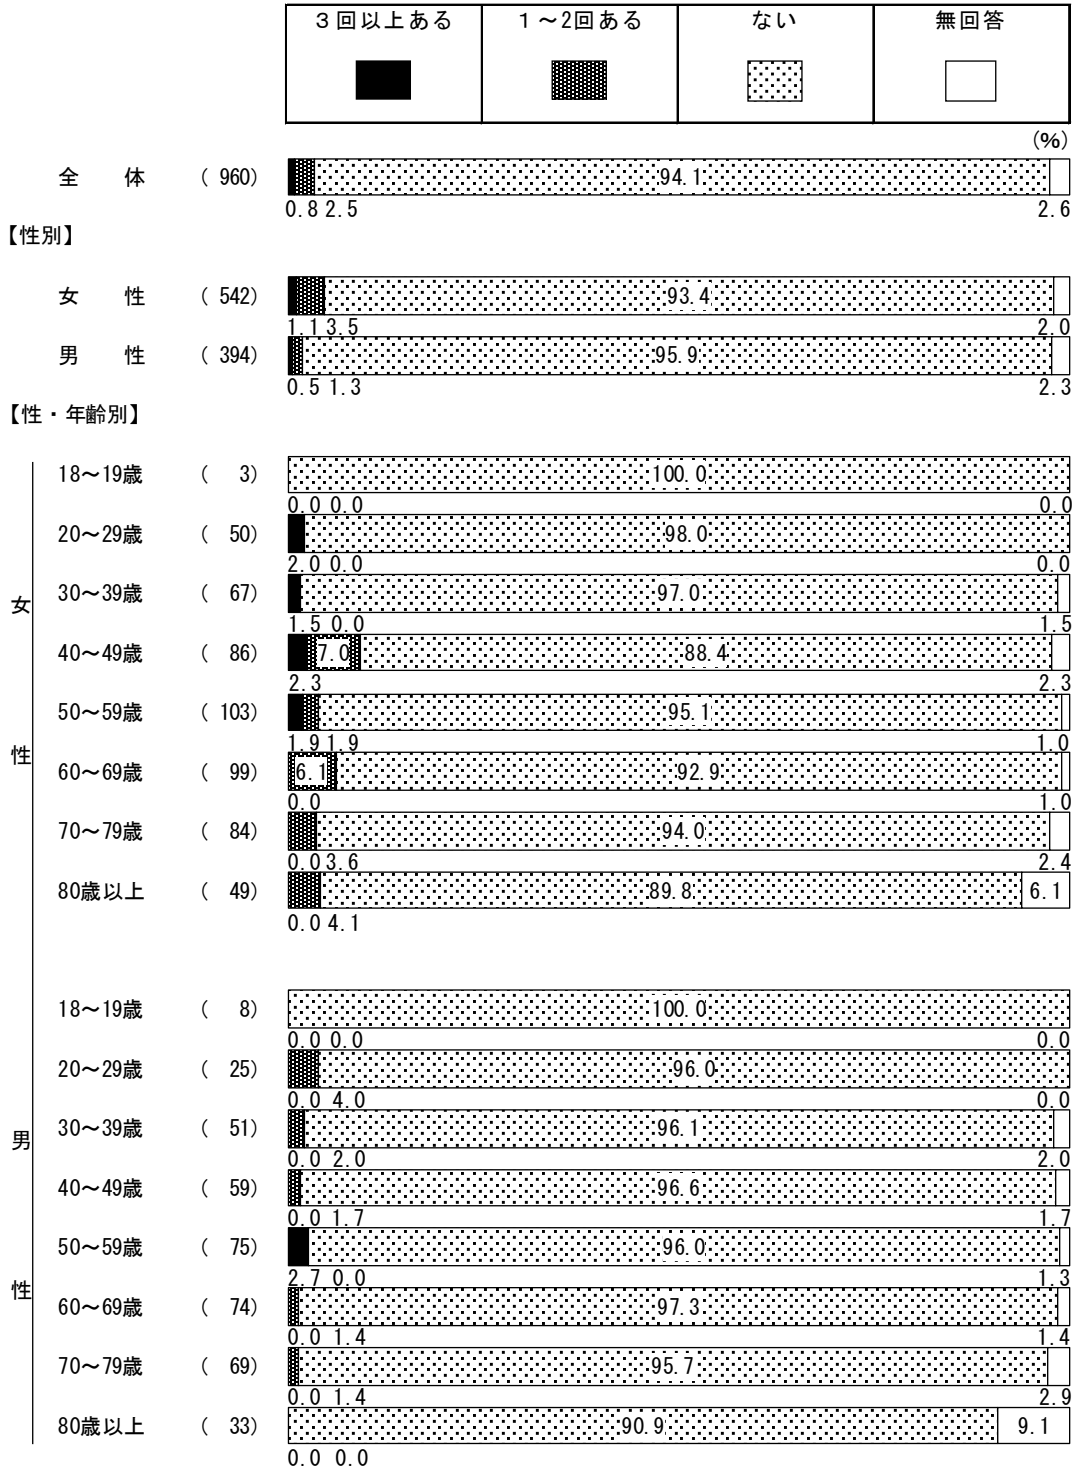 ３回以上ある　１～2回ある　ない　無回答
(%)
全　体　（ 960）　94.1
0.8 2.5　2.6
【性別】
女　性　（ 542）　93.4
1.1 3.5　2.0
男　性　（ 394）　95.9
0.5 1.3　2.3
【性・年齢別】
女性
18～19歳　（ 3）　100.0
0.0 0.0　0.0
20～29歳　（ 50）　98.0
2.0 0.0　0.0
30～39歳　（ 67）　97.0
1.5 0.0　1.5
40～49歳　（ 86）　7.0　88.4
2.3　2.3
50～59歳　（ 103）　95.1
1.9 1.9　1.0
60～69歳　（ 99）　6.1　92.9
0.0　1.0
70～79歳　（ 84）　94.0
0.0 3.6　2.4
80歳以上　（ 49）　89.8　6.1
0.0 4.1
男性
18～19歳　（ 8）　100.0
0.0 0.0　0.0
20～29歳　（ 25）　96.0
0.0 4.0　0.0
30～39歳　（ 51）　96.1
0.0 2.0　2.0
40～49歳　（ 59）　96.6
0.0 1.7　1.7
50～59歳　（ 75）　96.0
2.7 0.0　1.3
60～69歳　（ 74）　97.3
0.0 1.4　1.4
70～79歳　（ 69）　95.7
0.0 1.4　2.9
80歳以上　（ 33）　90.9　9.1
0.0 0.0